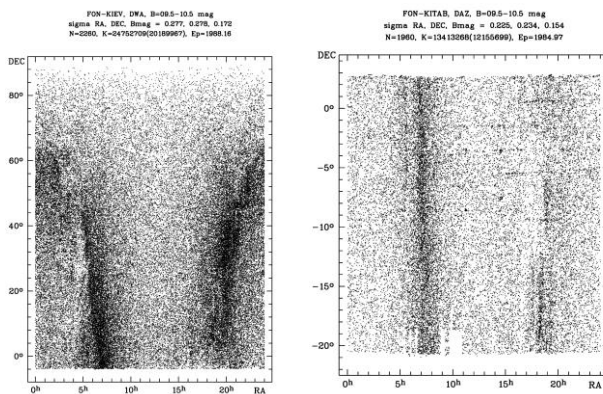 FON-KIEV, DWA, B=09.5-10.5 mag
sigma RA, DEC, Bmag = 0.277, 0.278, 0.172
N=2260, K=24752709(20189967), Ep=1988.16
DEC
80°
60°
40°
20°
0°
0h 5h 10h 15h 20h RA
FON-KITAB, DAZ, B=09.5-10.5 mag
sigma RA, DEC, Bmag = 0.225, 0.234, 0.154
N=1960, K=13413268(12155699), Ep=1984.97
DEC
0°
-5°
-10°
-15°
-20°
0h 5h 10h 15h 20h RA